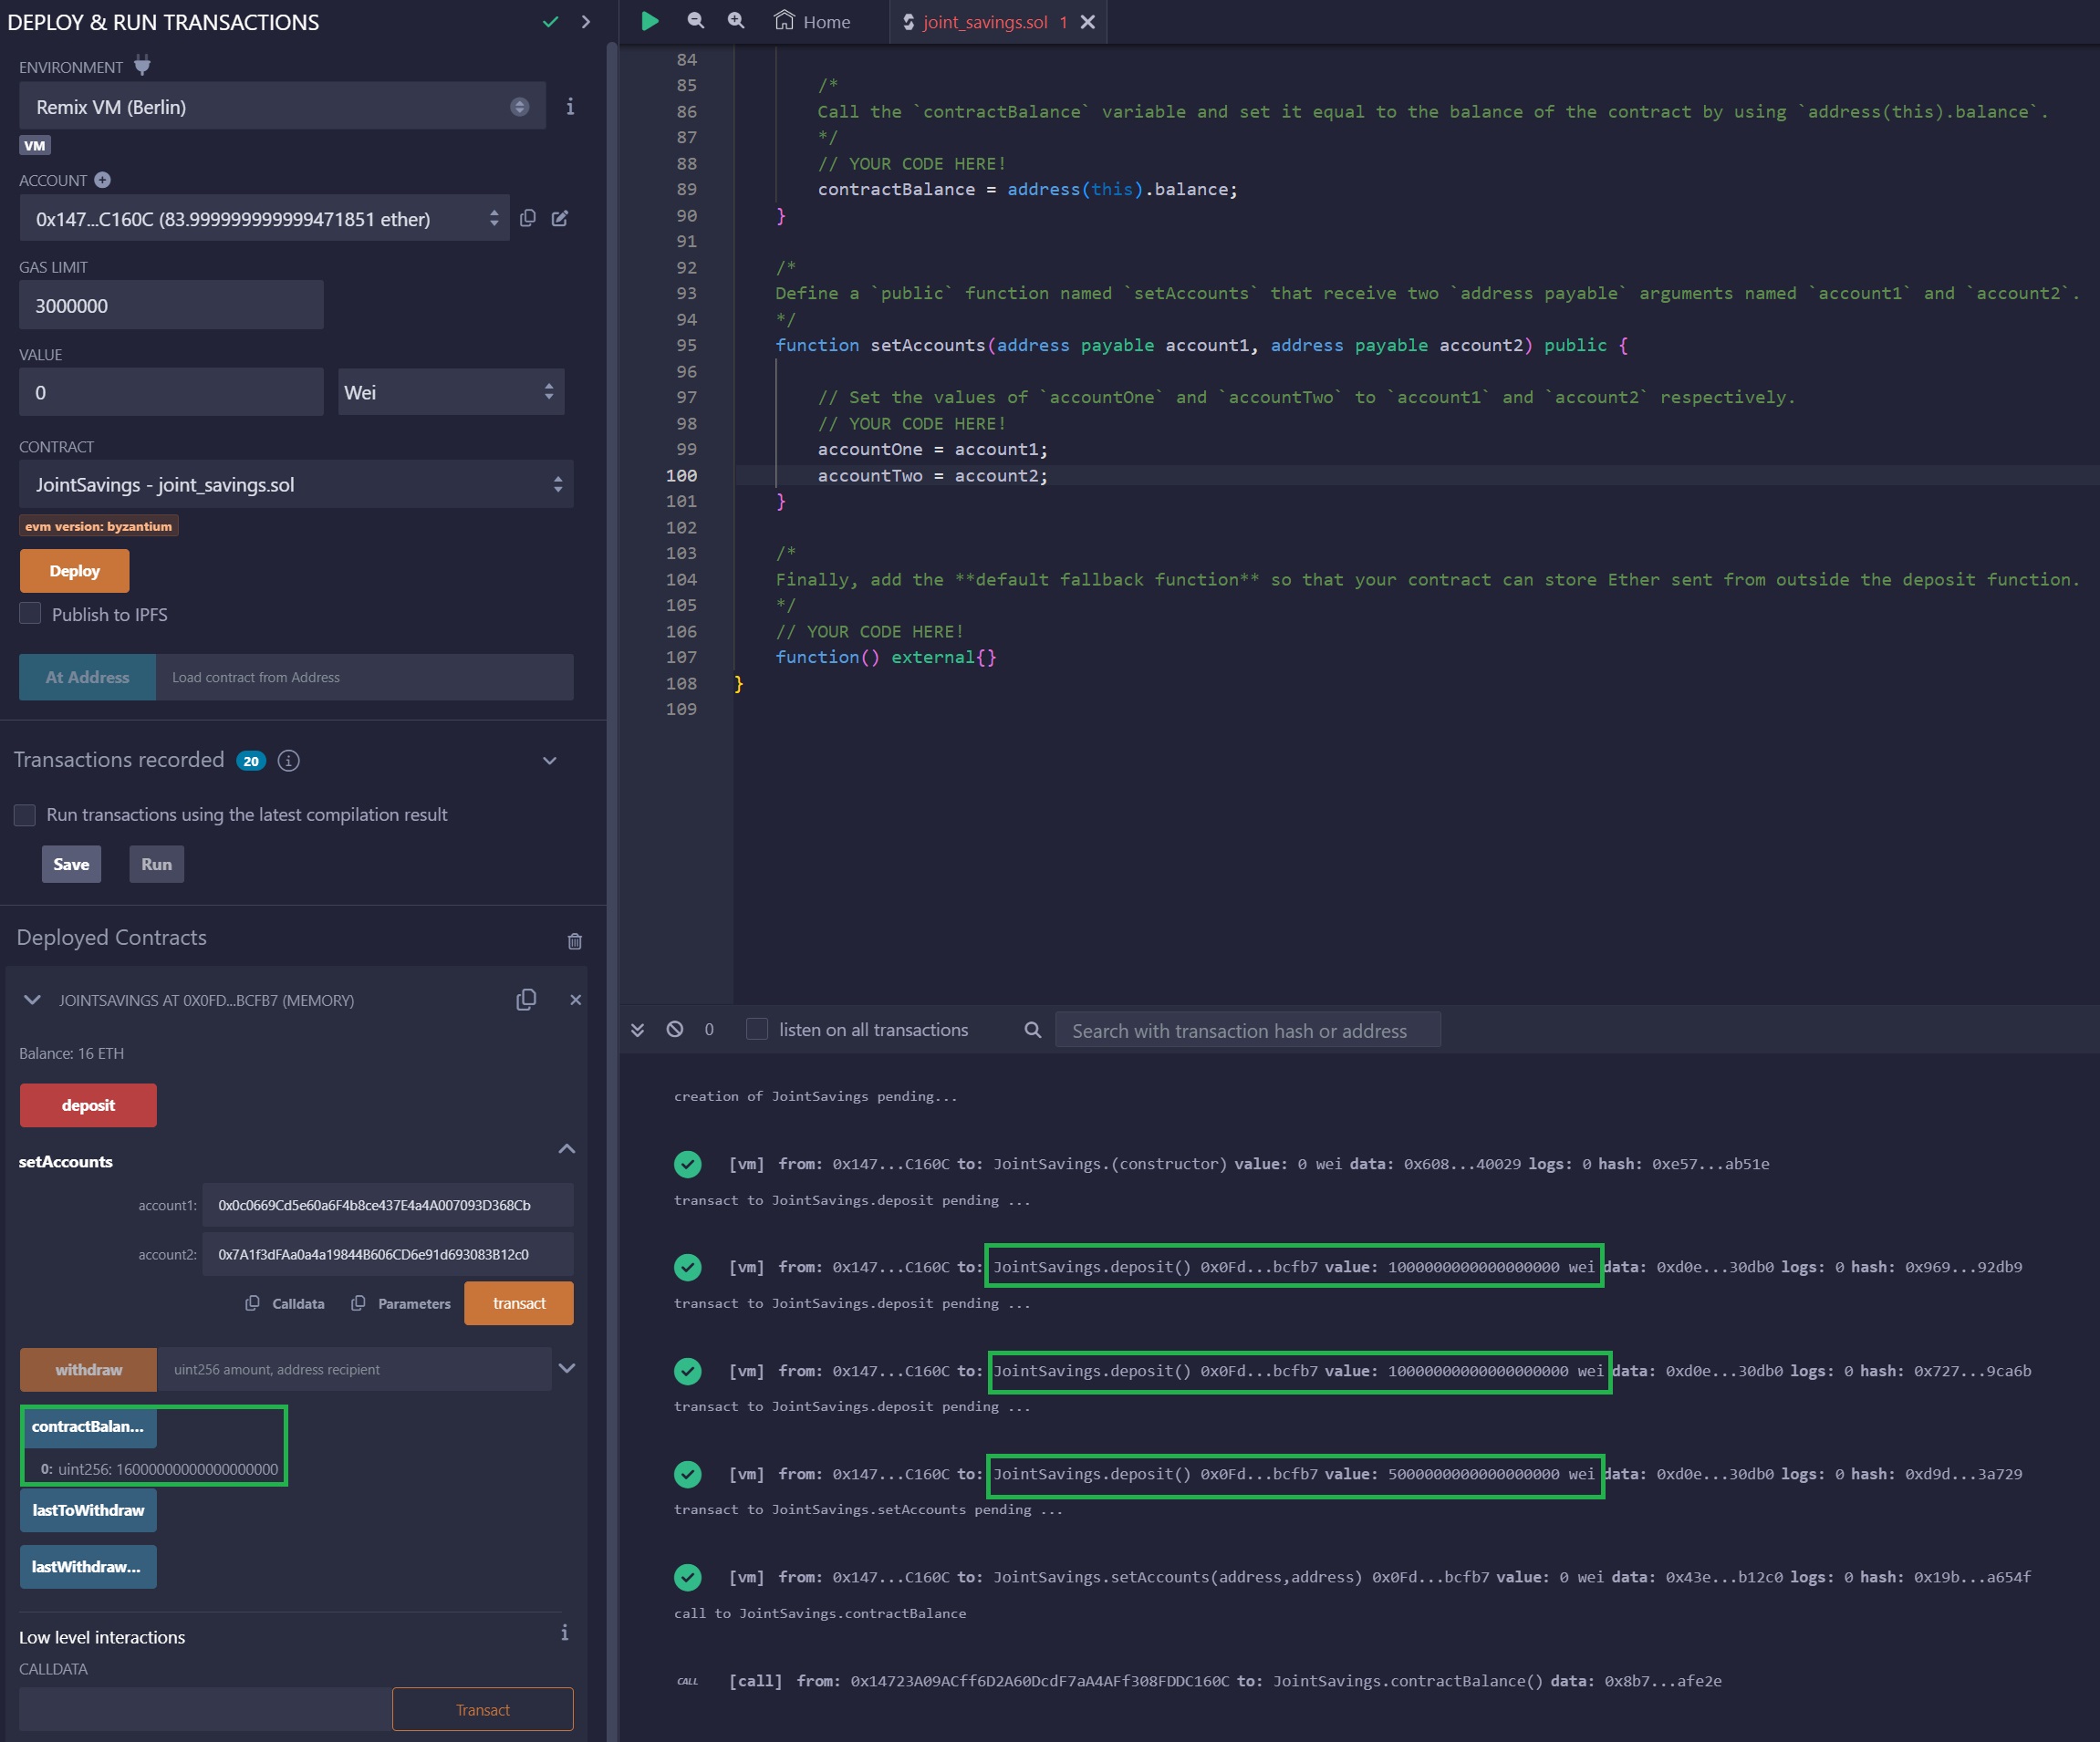 DEPLOY & RUN TRANSACTIONS
ENVIRONMENT
Remix VM (Berlin)
VM
ACCOUNT
0x147...C160C (83.999999999999471851 ether)
GAS LIMIT
3000000
VALUE
0
Wei
CONTRACT
JointSavings - joint_savings.sol
evm version: byzantium
Deploy
Publish to IPFS
At Address
Load contract from Address
Transactions recorded 20
Run transactions using the latest compilation result
Save
Run
Deployed Contracts
JOINTSAVINGS AT 0X0FD...BCFB7 (MEMORY)
Balance: 16 ETH
deposit
setAccounts
account1: 0x0c0669Cd5e60a6F4b8ce437E4a4A007093D368Cb
account2: 0x7A1f3dFAa0a4a19844B606CD6e91d693083B12c0
Calldata
Parameters
transact
withdraw
uint256 amount, address recipient
contractBalan...
0: uint256: 16000000000000000000
lastToWithdraw
lastWithdraw...
Low level interactions
CALLDATA
Transact
Home
joint_savings.sol 1
84
85 /*
86 Call the `contractBalance` variable and set it equal to the balance of the contract by using `address(this).balance`.
87 */
88 // YOUR CODE HERE!
89 contractBalance = address(this).balance;
90 }
91
92 /*
93 Define a `public` function named `setAccounts` that receive two `address payable` arguments named `account1` and `account2`.
94 */
95 function setAccounts(address payable account1, address payable account2) public {
96
97 // Set the values of `accountOne` and `accountTwo` to `account1` and `account2` respectively.
98 // YOUR CODE HERE!
99 accountOne = account1;
100 accountTwo = account2;
101 }
102
103 /*
104 Finally, add the **default fallback function** so that your contract can store Ether sent from outside the deposit function.
105 */
106 // YOUR CODE HERE!
107 function() external{}
108 }
109
0
listen on all transactions
Search with transaction hash or address
creation of JointSavings pending...
[vm] from: 0x147...C160C to: JointSavings.(constructor) value: 0 wei data: 0x608...40029 logs: 0 hash: 0xe57...ab51e
transact to JointSavings.deposit pending ...
[vm] from: 0x147...C160C to: JointSavings.deposit() 0x0Fd...bcfb7 value: 1000000000000000000 wei data: 0xd0e...30db0 logs: 0 hash: 0x969...92db9
transact to JointSavings.deposit pending ...
[vm] from: 0x147...C160C to: JointSavings.deposit() 0x0Fd...bcfb7 value: 10000000000000000000 wei data: 0xd0e...30db0 logs: 0 hash: 0x727...9ca6b
transact to JointSavings.deposit pending ...
[vm] from: 0x147...C160C to: JointSavings.deposit() 0x0Fd...bcfb7 value: 5000000000000000000 wei data: 0xd0e...30db0 logs: 0 hash: 0xd9d...3a729
transact to JointSavings.setAccounts pending ...
[vm] from: 0x147...C160C to: JointSavings.setAccounts(address,address) 0x0Fd...bcfb7 value: 0 wei data: 0x43e...b12c0 logs: 0 hash: 0x19b...a654f
call to JointSavings.contractBalance
CALL [call] from: 0x14723A09ACff6D2A60DcdF7aA4AFf308FDDC160C to: JointSavings.contractBalance() data: 0x8b7...afe2e